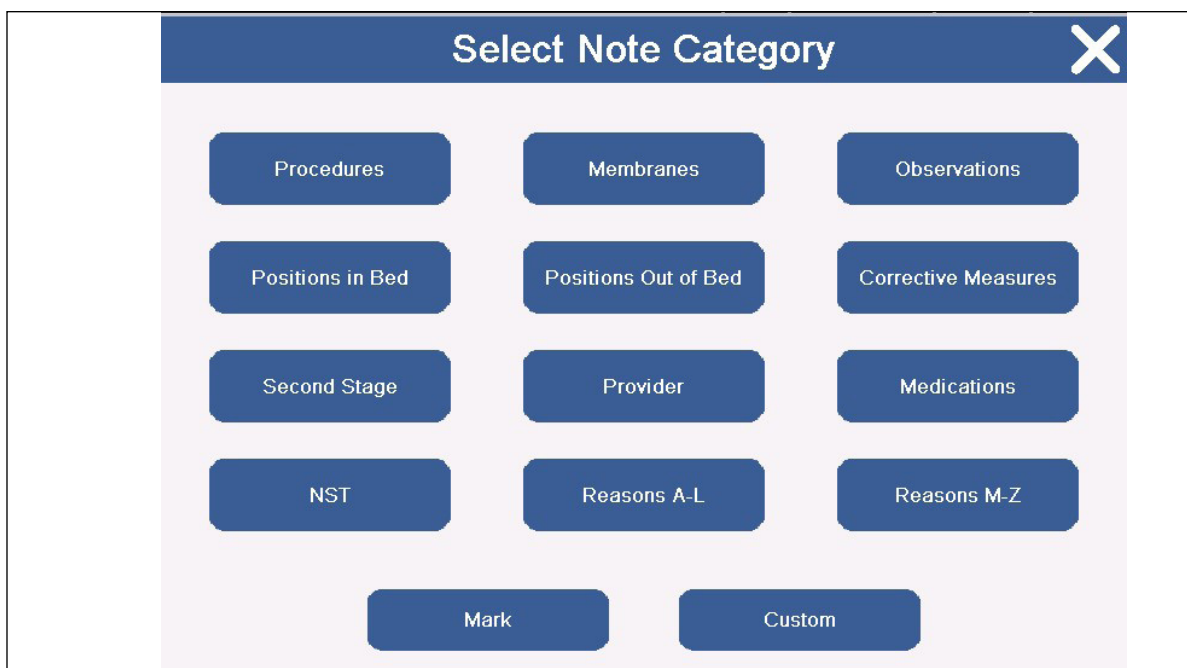 Select Note Category
Procedures Membranes Observations
Positions in Bed Positions Out of Bed Corrective Measures
Second Stage Provider Medications
NST Reasons A-L Reasons M-Z
Mark Custom